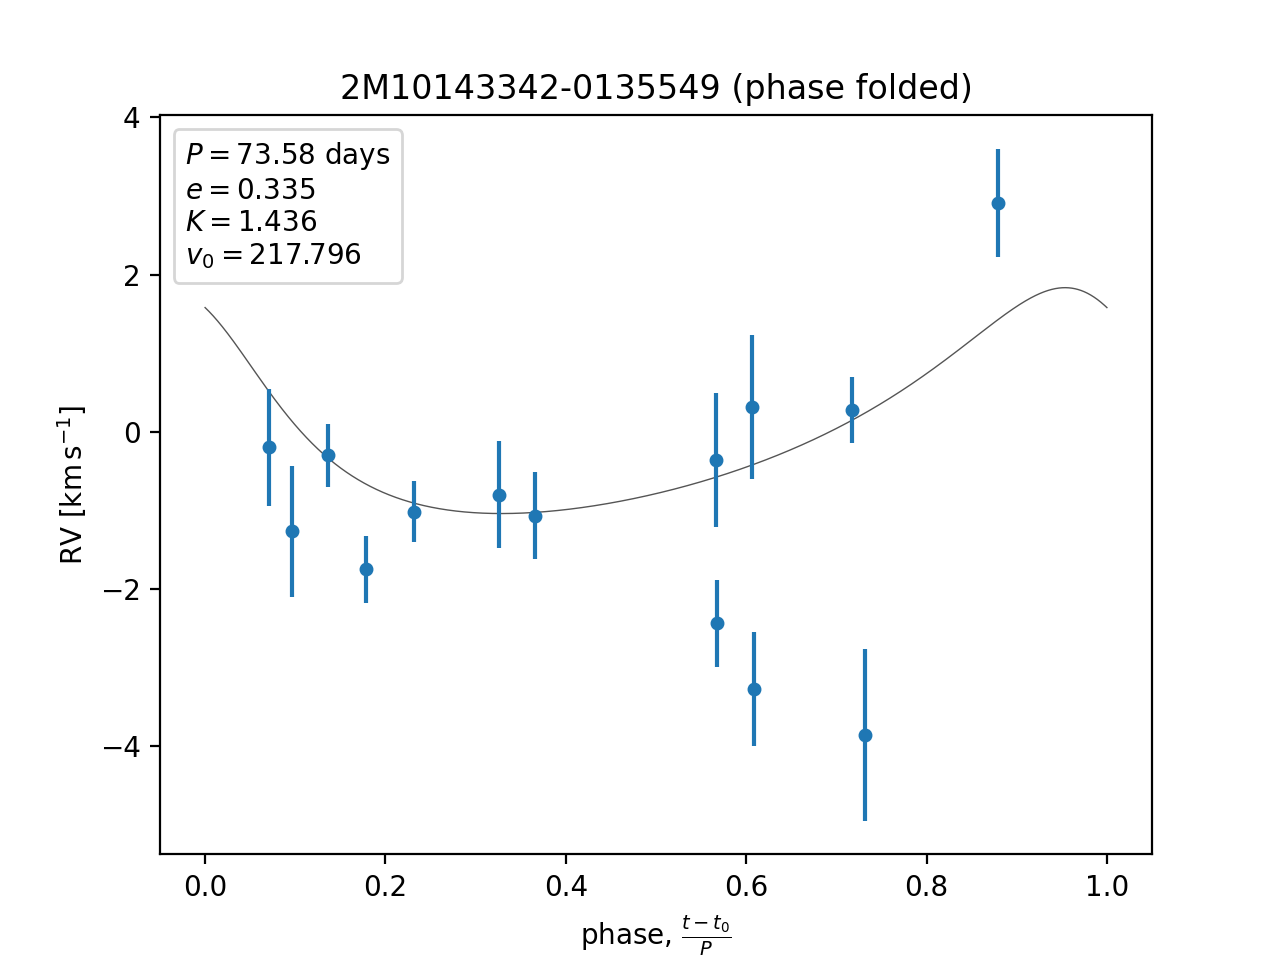 2M10143342-0135549 (phase folded)
P = 73.58 days
e = 0.335
K = 1.436
v₀ = 217.796
4
2
0
−2
−4
RV [km s⁻¹]
0.0 0.2 0.4 0.6 0.8 1.0
phase, (t − t₀)/P